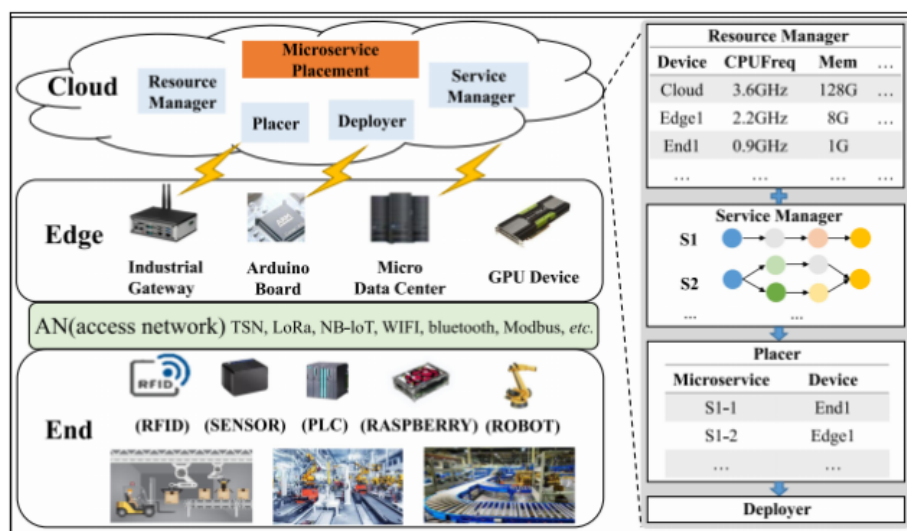 Cloud
Microservice
Placement
Resource
Manager
Service
Manager
Placer
Deployer
Edge
Industrial
Gateway
Arduino
Board
Micro
Data Center
GPU Device
AN(access network) TSN, LoRa, NB-IoT, WIFI, bluetooth, Modbus, etc.
End
RFID
(RFID) (SENSOR) (PLC) (RASPBERRY) (ROBOT)
Resource Manager
Device CPUFreq Mem ...
Cloud 3.6GHz 128G ...
Edge1 2.2GHz 8G ...
End1 0.9GHz 1G
... ... ... ...
Service Manager
S1
S2
... ...
Placer
Microservice Device
S1-1 End1
S1-2 Edge1
... ...
Deployer